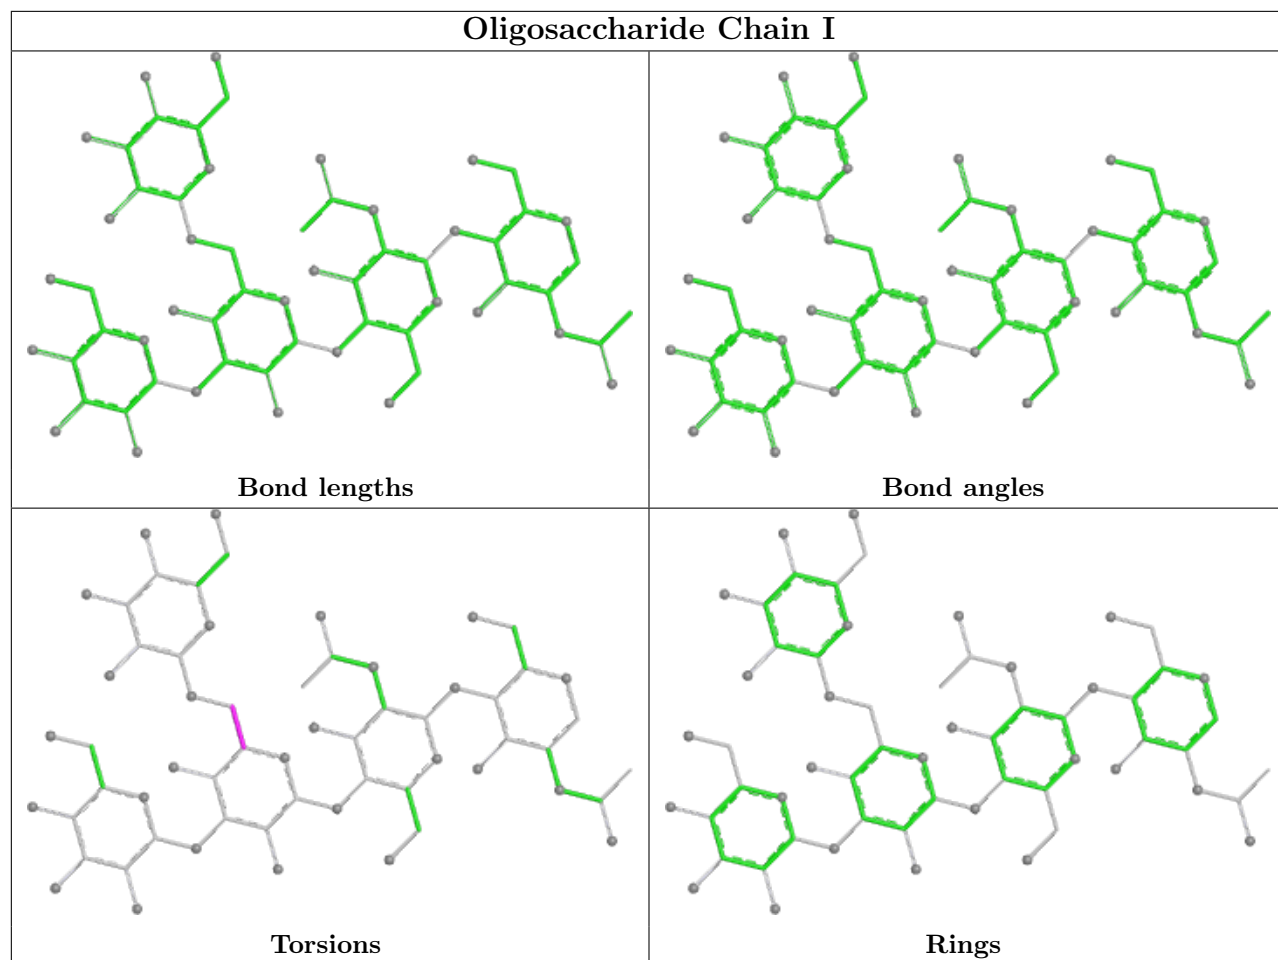 Oligosaccharide Chain I
Bond lengths
Bond angles
Torsions
Rings